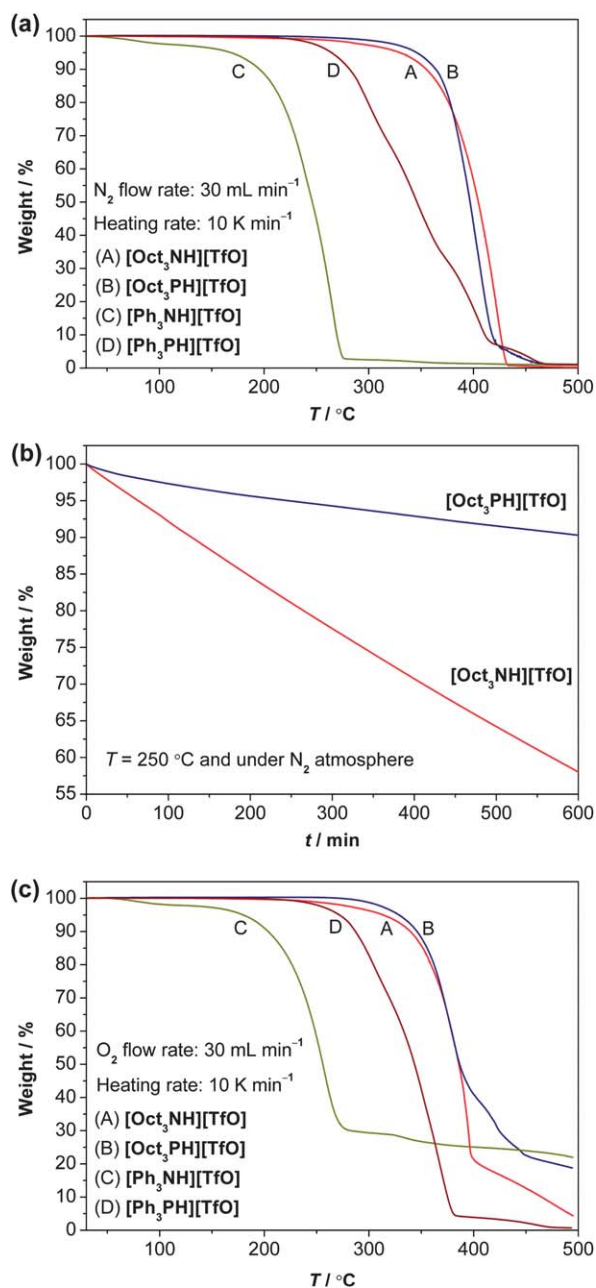 (a)
100
90
80
70
60
50
40
30
20
10
0
Weight / %
C
D
A
B
N₂ flow rate: 30 mL min⁻¹
Heating rate: 10 K min⁻¹
(A) [Oct₃NH][TfO]
(B) [Oct₃PH][TfO]
(C) [Ph₃NH][TfO]
(D) [Ph₃PH][TfO]
100 200 300 400 500
T / °C
(b)
100
95
90
85
80
75
70
65
60
55
Weight / %
[Oct₃PH][TfO]
[Oct₃NH][TfO]
T = 250 °C and under N₂ atmosphere
0 100 200 300 400 500 600
t / min
(c)
100
90
80
70
60
50
40
30
20
10
0
Weight / %
C
D
A
B
O₂ flow rate: 30 mL min⁻¹
Heating rate: 10 K min⁻¹
(A) [Oct₃NH][TfO]
(B) [Oct₃PH][TfO]
(C) [Ph₃NH][TfO]
(D) [Ph₃PH][TfO]
100 200 300 400 500
T / °C